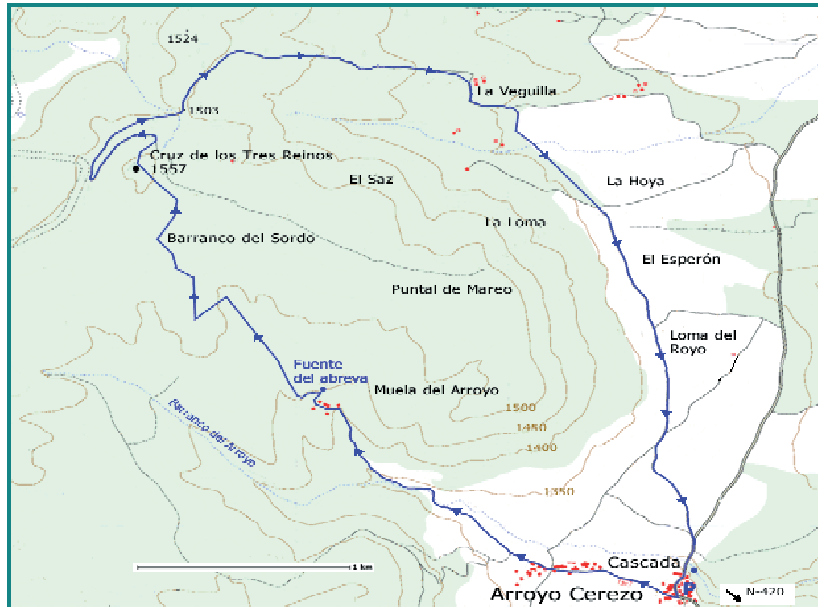 1524
La Veguilla
1503
Cruz de los Tres Reinos
1557
El Saz
La Hoya
La Loma
Barranco del Sordo
El Esperón
Puntal de Mareo
Loma del
Royo
Fuente
del abreva
Muela del Arroyo
1500
1450
1400
Barranco del Arroyo
1350
1 km
Cascada
Arroyo Cerezo
P
N-420